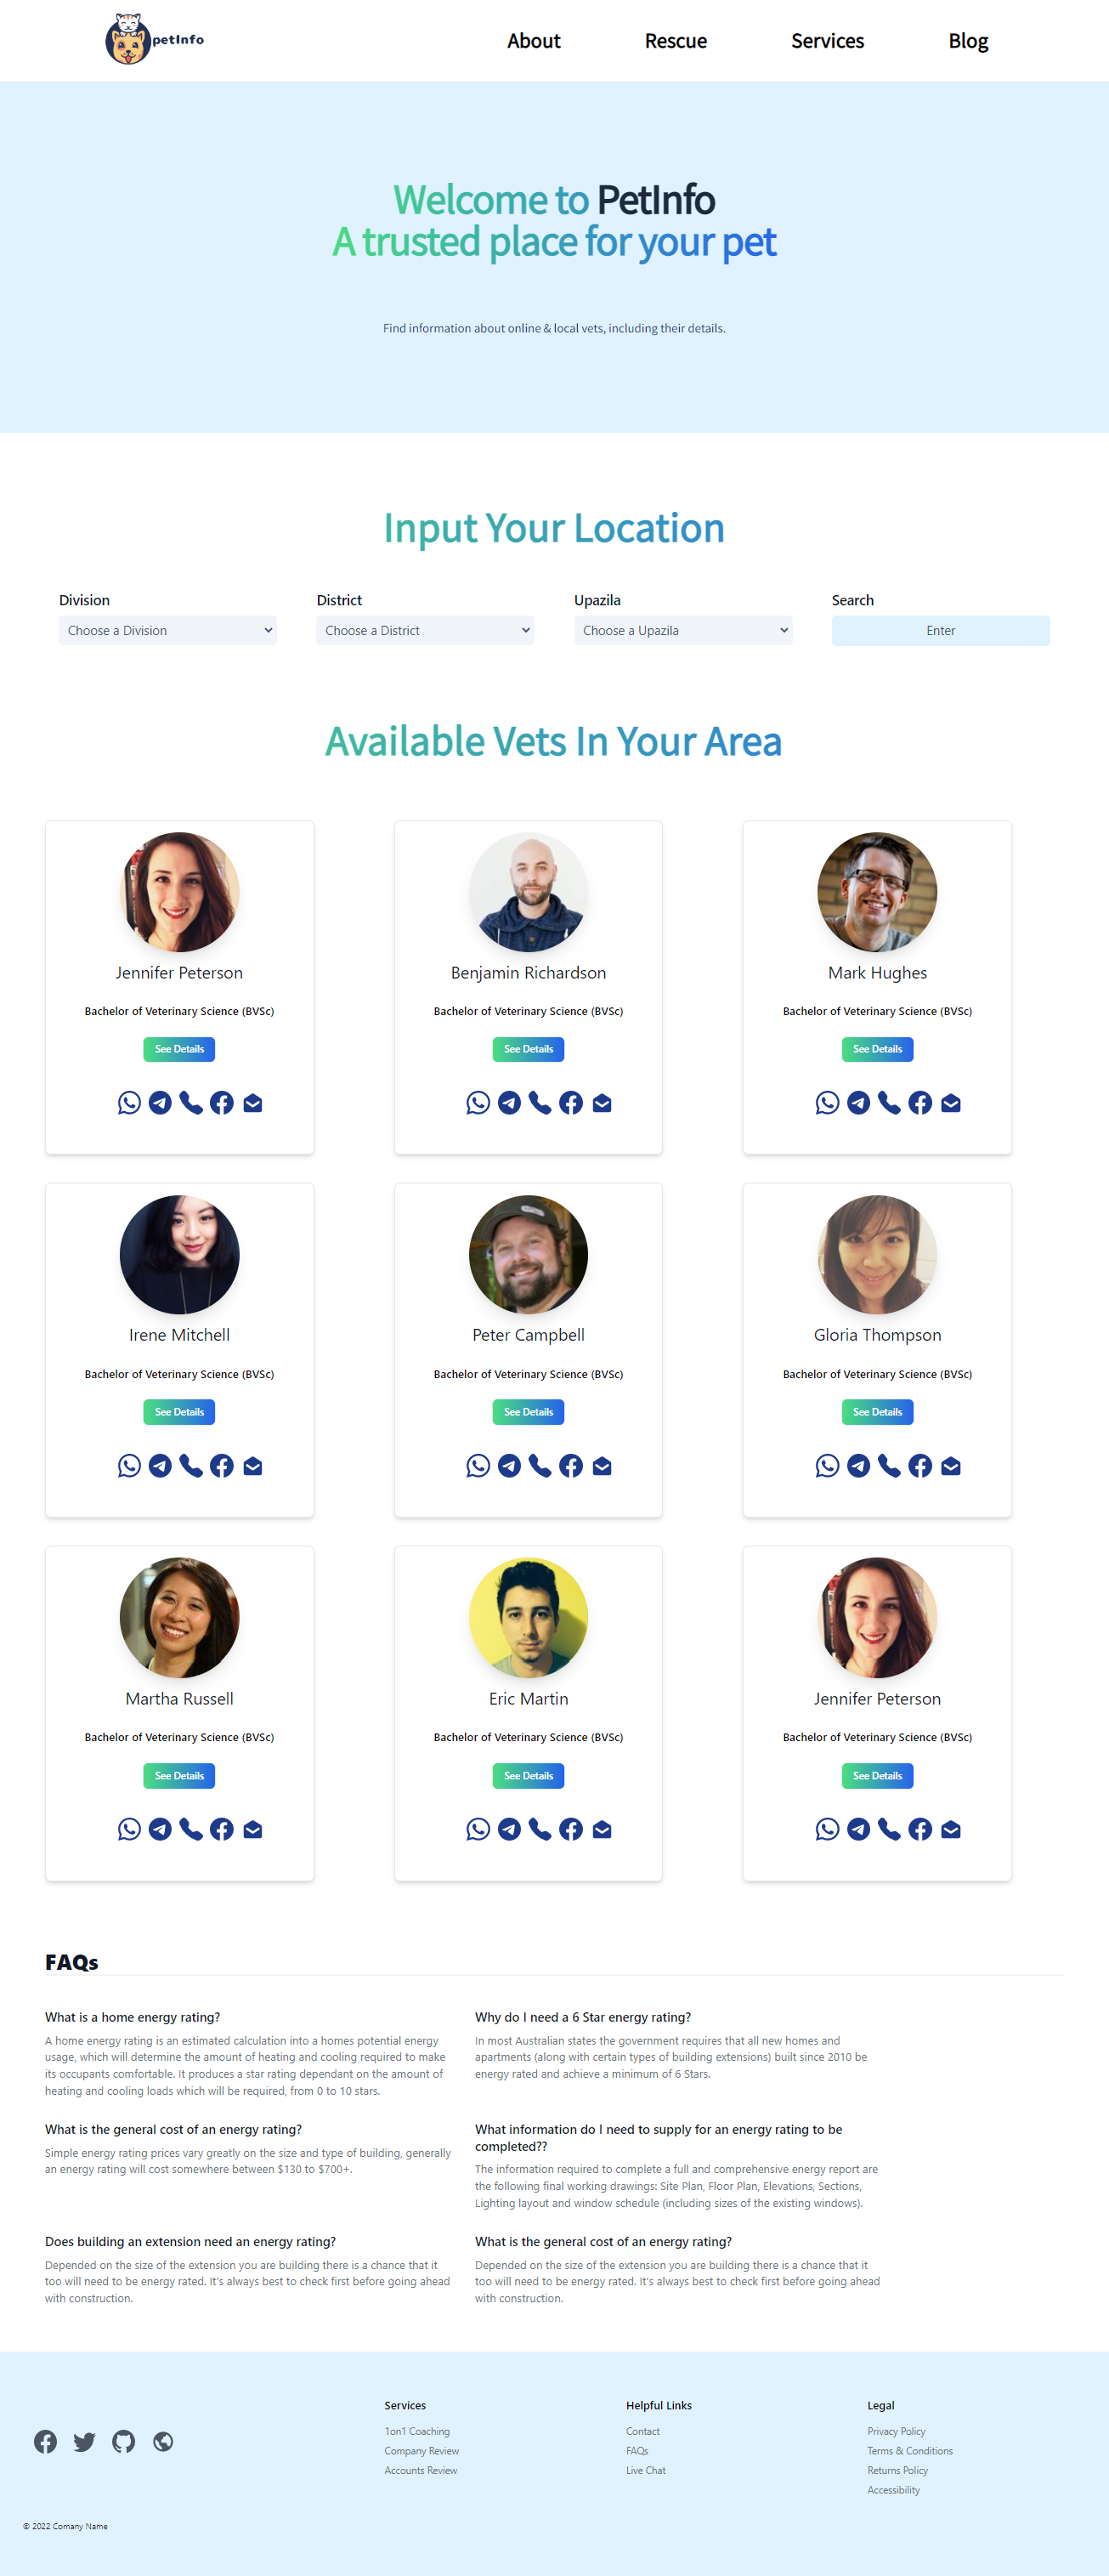 petInfo
About Rescue Services Blog
Welcome to PetInfo
A trusted place for your pet
Find information about online & local vets, including their details.
Input Your Location
Division District Upazila Search
Choose a Division Choose a District Choose a Upazila Enter
Available Vets In Your Area
Jennifer Peterson
Bachelor of Veterinary Science (BVSc)
See Details
Benjamin Richardson
Bachelor of Veterinary Science (BVSc)
See Details
Mark Hughes
Bachelor of Veterinary Science (BVSc)
See Details
Irene Mitchell
Bachelor of Veterinary Science (BVSc)
See Details
Peter Campbell
Bachelor of Veterinary Science (BVSc)
See Details
Gloria Thompson
Bachelor of Veterinary Science (BVSc)
See Details
Martha Russell
Bachelor of Veterinary Science (BVSc)
See Details
Eric Martin
Bachelor of Veterinary Science (BVSc)
See Details
Jennifer Peterson
Bachelor of Veterinary Science (BVSc)
See Details
FAQs
What is a home energy rating?
A home energy rating is an estimated calculation into a homes potential energy
usage, which will determine the amount of heating and cooling required to make
its occupants comfortable. It produces a star rating dependant on the amount of
heating and cooling loads which will be required, from 0 to 10 stars.
Why do I need a 6 Star energy rating?
In most Australian states the government requires that all new homes and
apartments (along with certain types of building extensions) built since 2010 be
energy rated and achieve a minimum of 6 Stars.
What is the general cost of an energy rating?
Simple energy rating prices vary greatly on the size and type of building, generally
an energy rating will cost somewhere between $130 to $700+.
What information do I need to supply for an energy rating to be
completed??
The information required to complete a full and comprehensive energy report are
the following final working drawings: Site Plan, Floor Plan, Elevations, Sections,
Lighting layout and window schedule (including sizes of the existing windows).
Does building an extension need an energy rating?
Depended on the size of the extension you are building there is a chance that it
too will need to be energy rated. It's always best to check first before going ahead
with construction.
What is the general cost of an energy rating?
Depended on the size of the extension you are building there is a chance that it
too will need to be energy rated. It's always best to check first before going ahead
with construction.
Services
1on1 Coaching
Company Review
Accounts Review
Helpful Links
Contact
FAQs
Live Chat
Legal
Privacy Policy
Terms & Conditions
Returns Policy
Accessibility
© 2022 Comany Name